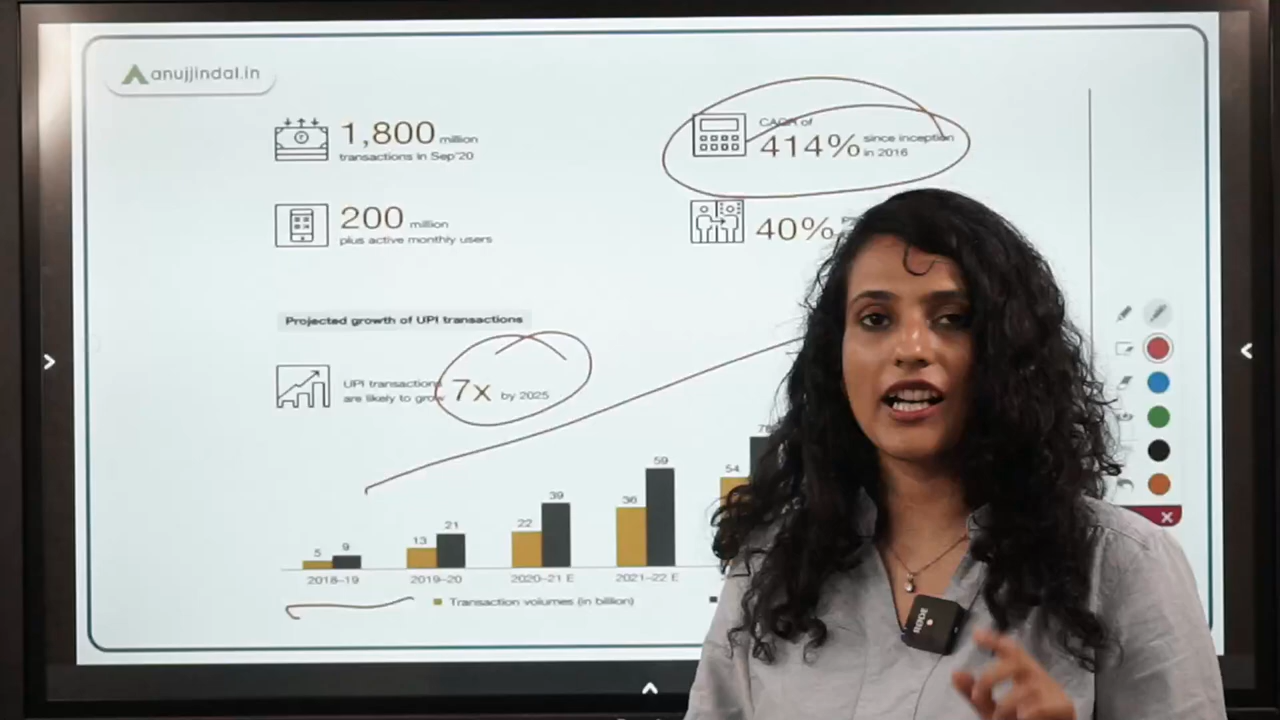 anujjindal.in
1,800 million
transactions in Sep'20
CAGR of
414% since inception
in 2016
200 million
plus active monthly users
40%
Projected growth of UPI transactions
UPI transactions
are likely to grow 7x by 2025
5 9 13 21 22 39 36 59 54
2018–19 2019–20 2020–21 E 2021–22 E
Transaction volumes (in billion)
RØDE